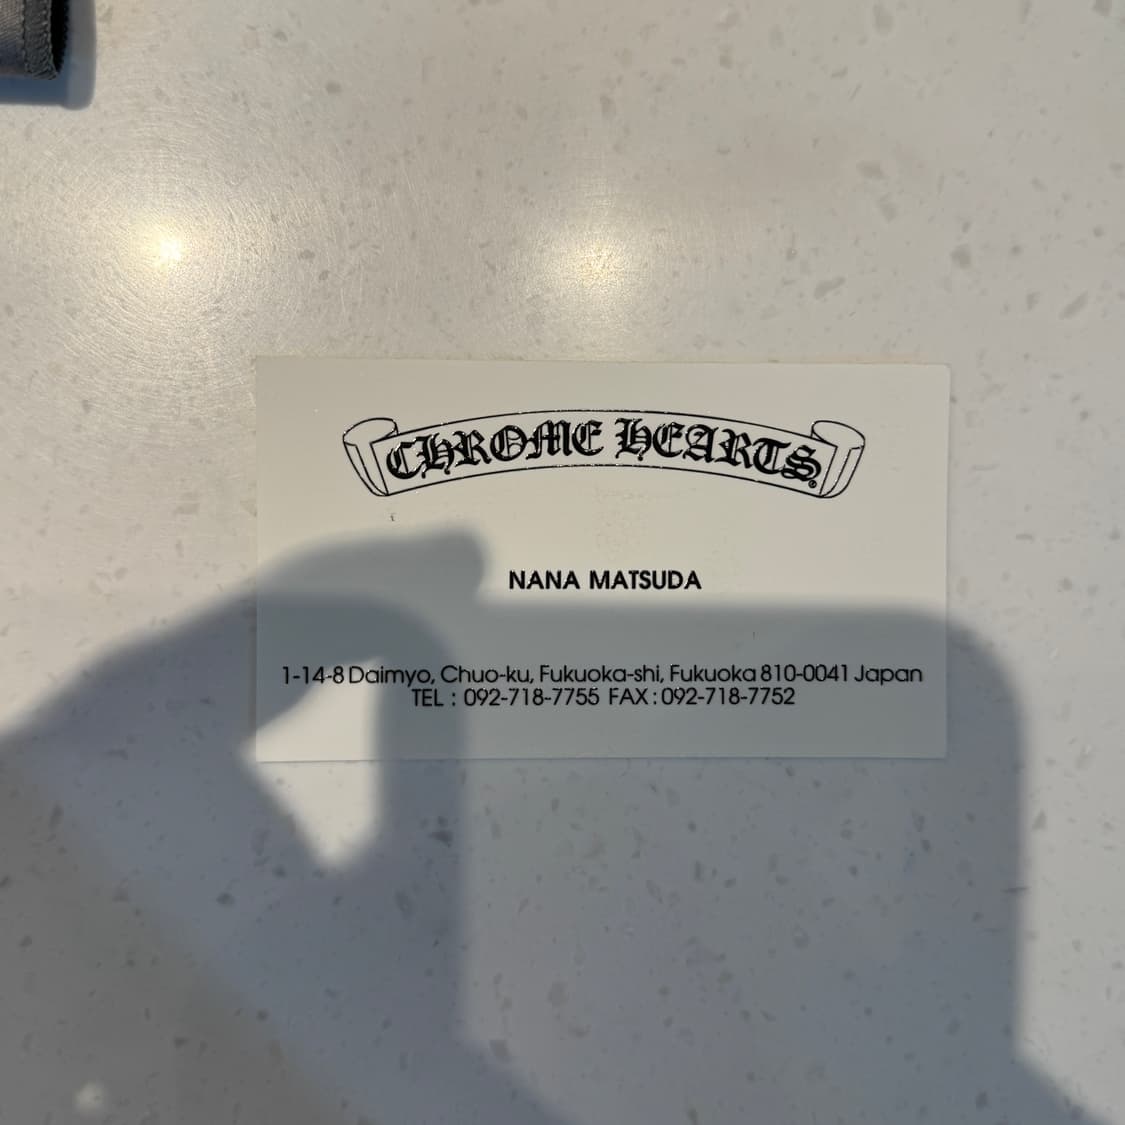 CHROME HEARTS®
NANA MATSUDA
1-14-8 Daimyo, Chuo-ku, Fukuoka-shi, Fukuoka 810-0041 Japan
TEL : 092-718-7755 FAX : 092-718-7752